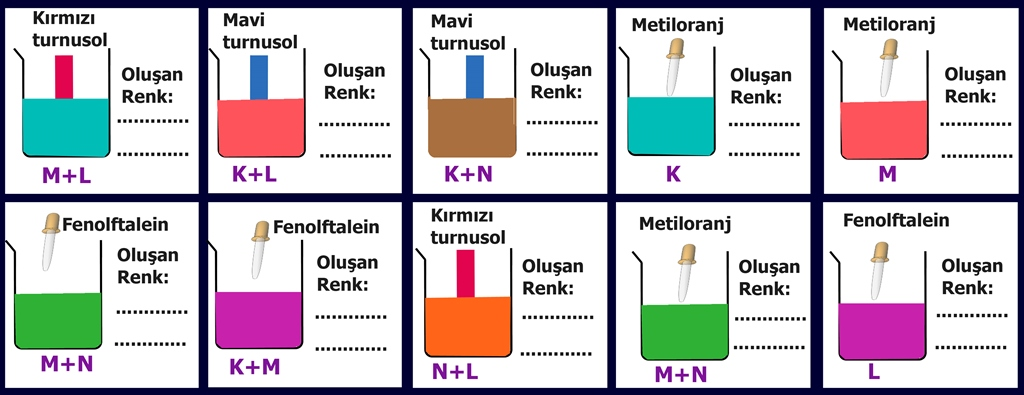 Kırmızı
turnusol
Oluşan
Renk:
..............
..............
M+L
Mavi
turnusol
Oluşan
Renk:
..............
..............
K+L
Mavi
turnusol
Oluşan
Renk:
..............
..............
K+N
Metiloranj
Oluşan
Renk:
..............
..............
K
Metiloranj
Oluşan
Renk:
..............
..............
M
Fenolftalein
Oluşan
Renk:
..............
..............
M+N
Fenolftalein
Oluşan
Renk:
..............
..............
K+M
Kırmızı
turnusol
Oluşan
Renk:
..............
..............
N+L
Metiloranj
Oluşan
Renk:
..............
..............
M+N
Fenolftalein
Oluşan
Renk:
..............
..............
L